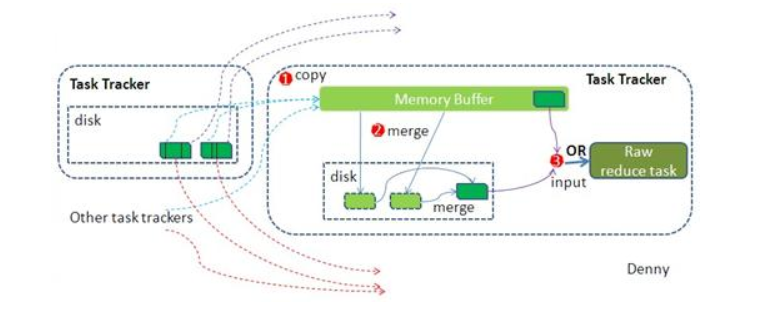 Task Tracker
disk
Other task trackers
1 copy
Task Tracker
Memory Buffer
2 merge
disk
merge
3
OR
input
Raw
reduce task
Denny